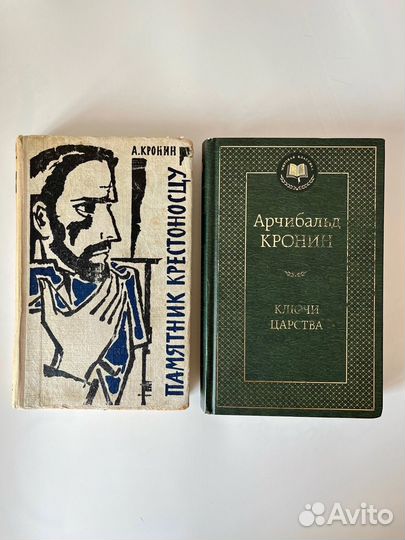 А. КРОНИН
ПАМЯТНИК КРЕСТОНОСЦУ
Арчибальд
КРОНИН
КЛЮЧИ
ЦАРСТВА
Avito